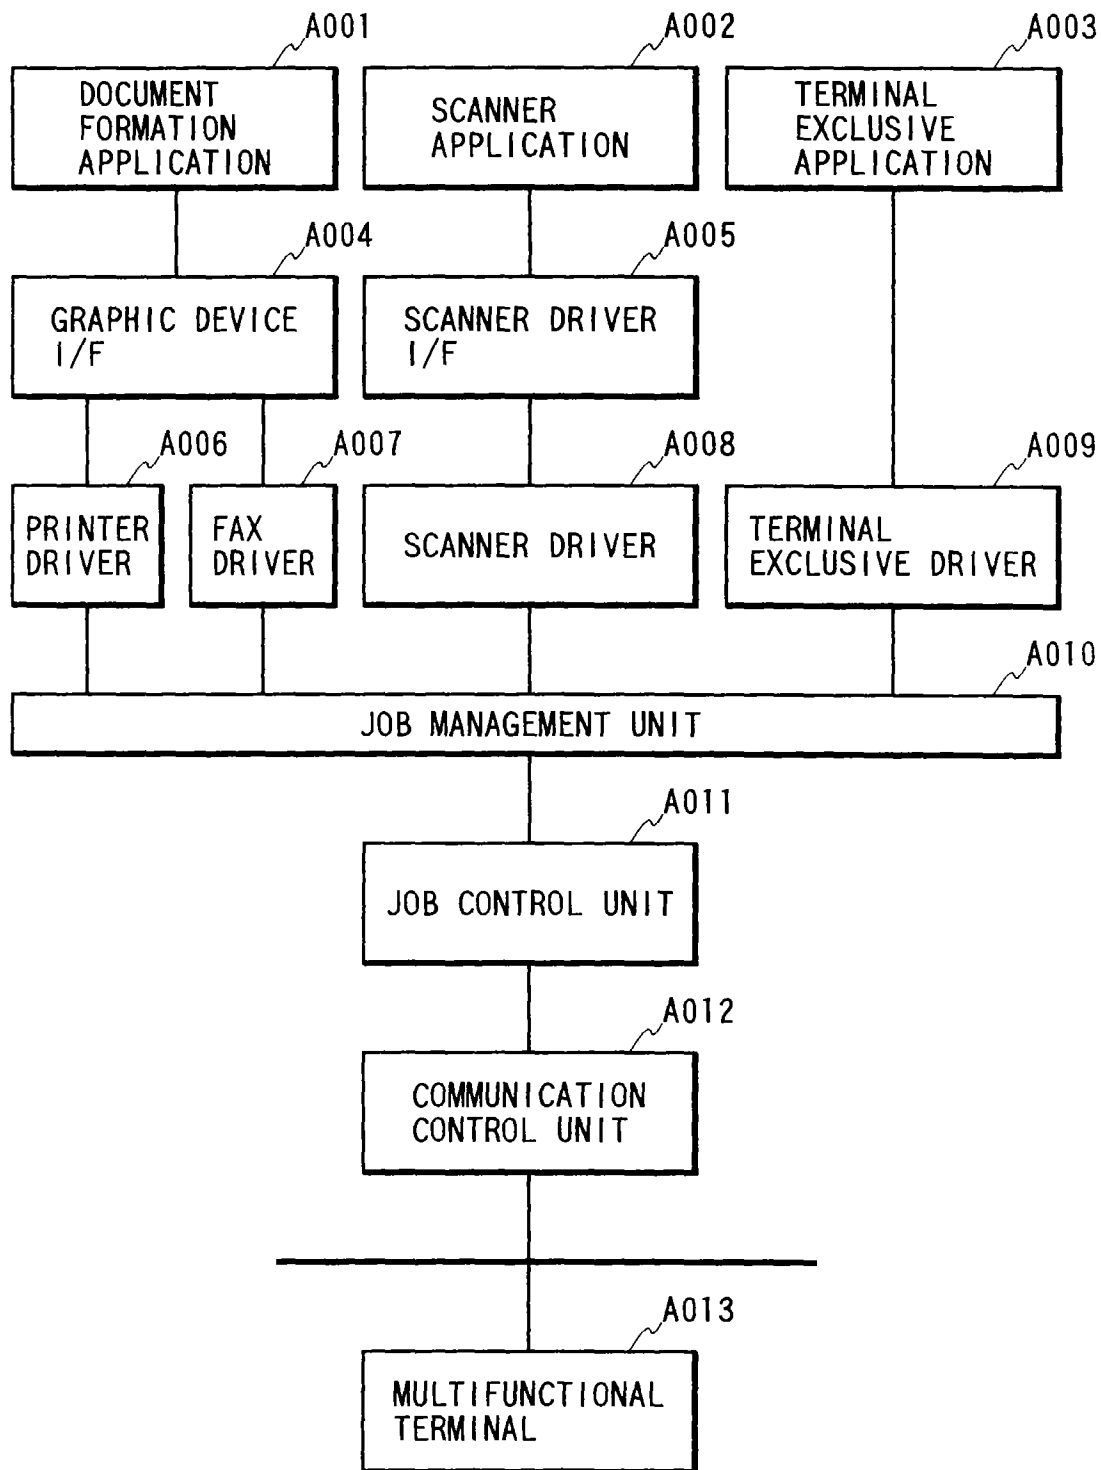 A001
A002
A003
DOCUMENT
FORMATION
APPLICATION
SCANNER
APPLICATION
TERMINAL
EXCLUSIVE
APPLICATION
A004
A005
GRAPHIC DEVICE
I/F
SCANNER DRIVER
I/F
A006
A007
A008
A009
PRINTER
DRIVER
FAX
DRIVER
SCANNER DRIVER
TERMINAL
EXCLUSIVE DRIVER
A010
JOB MANAGEMENT UNIT
A011
JOB CONTROL UNIT
A012
COMMUNICATION
CONTROL UNIT
A013
MULTIFUNCTIONAL
TERMINAL